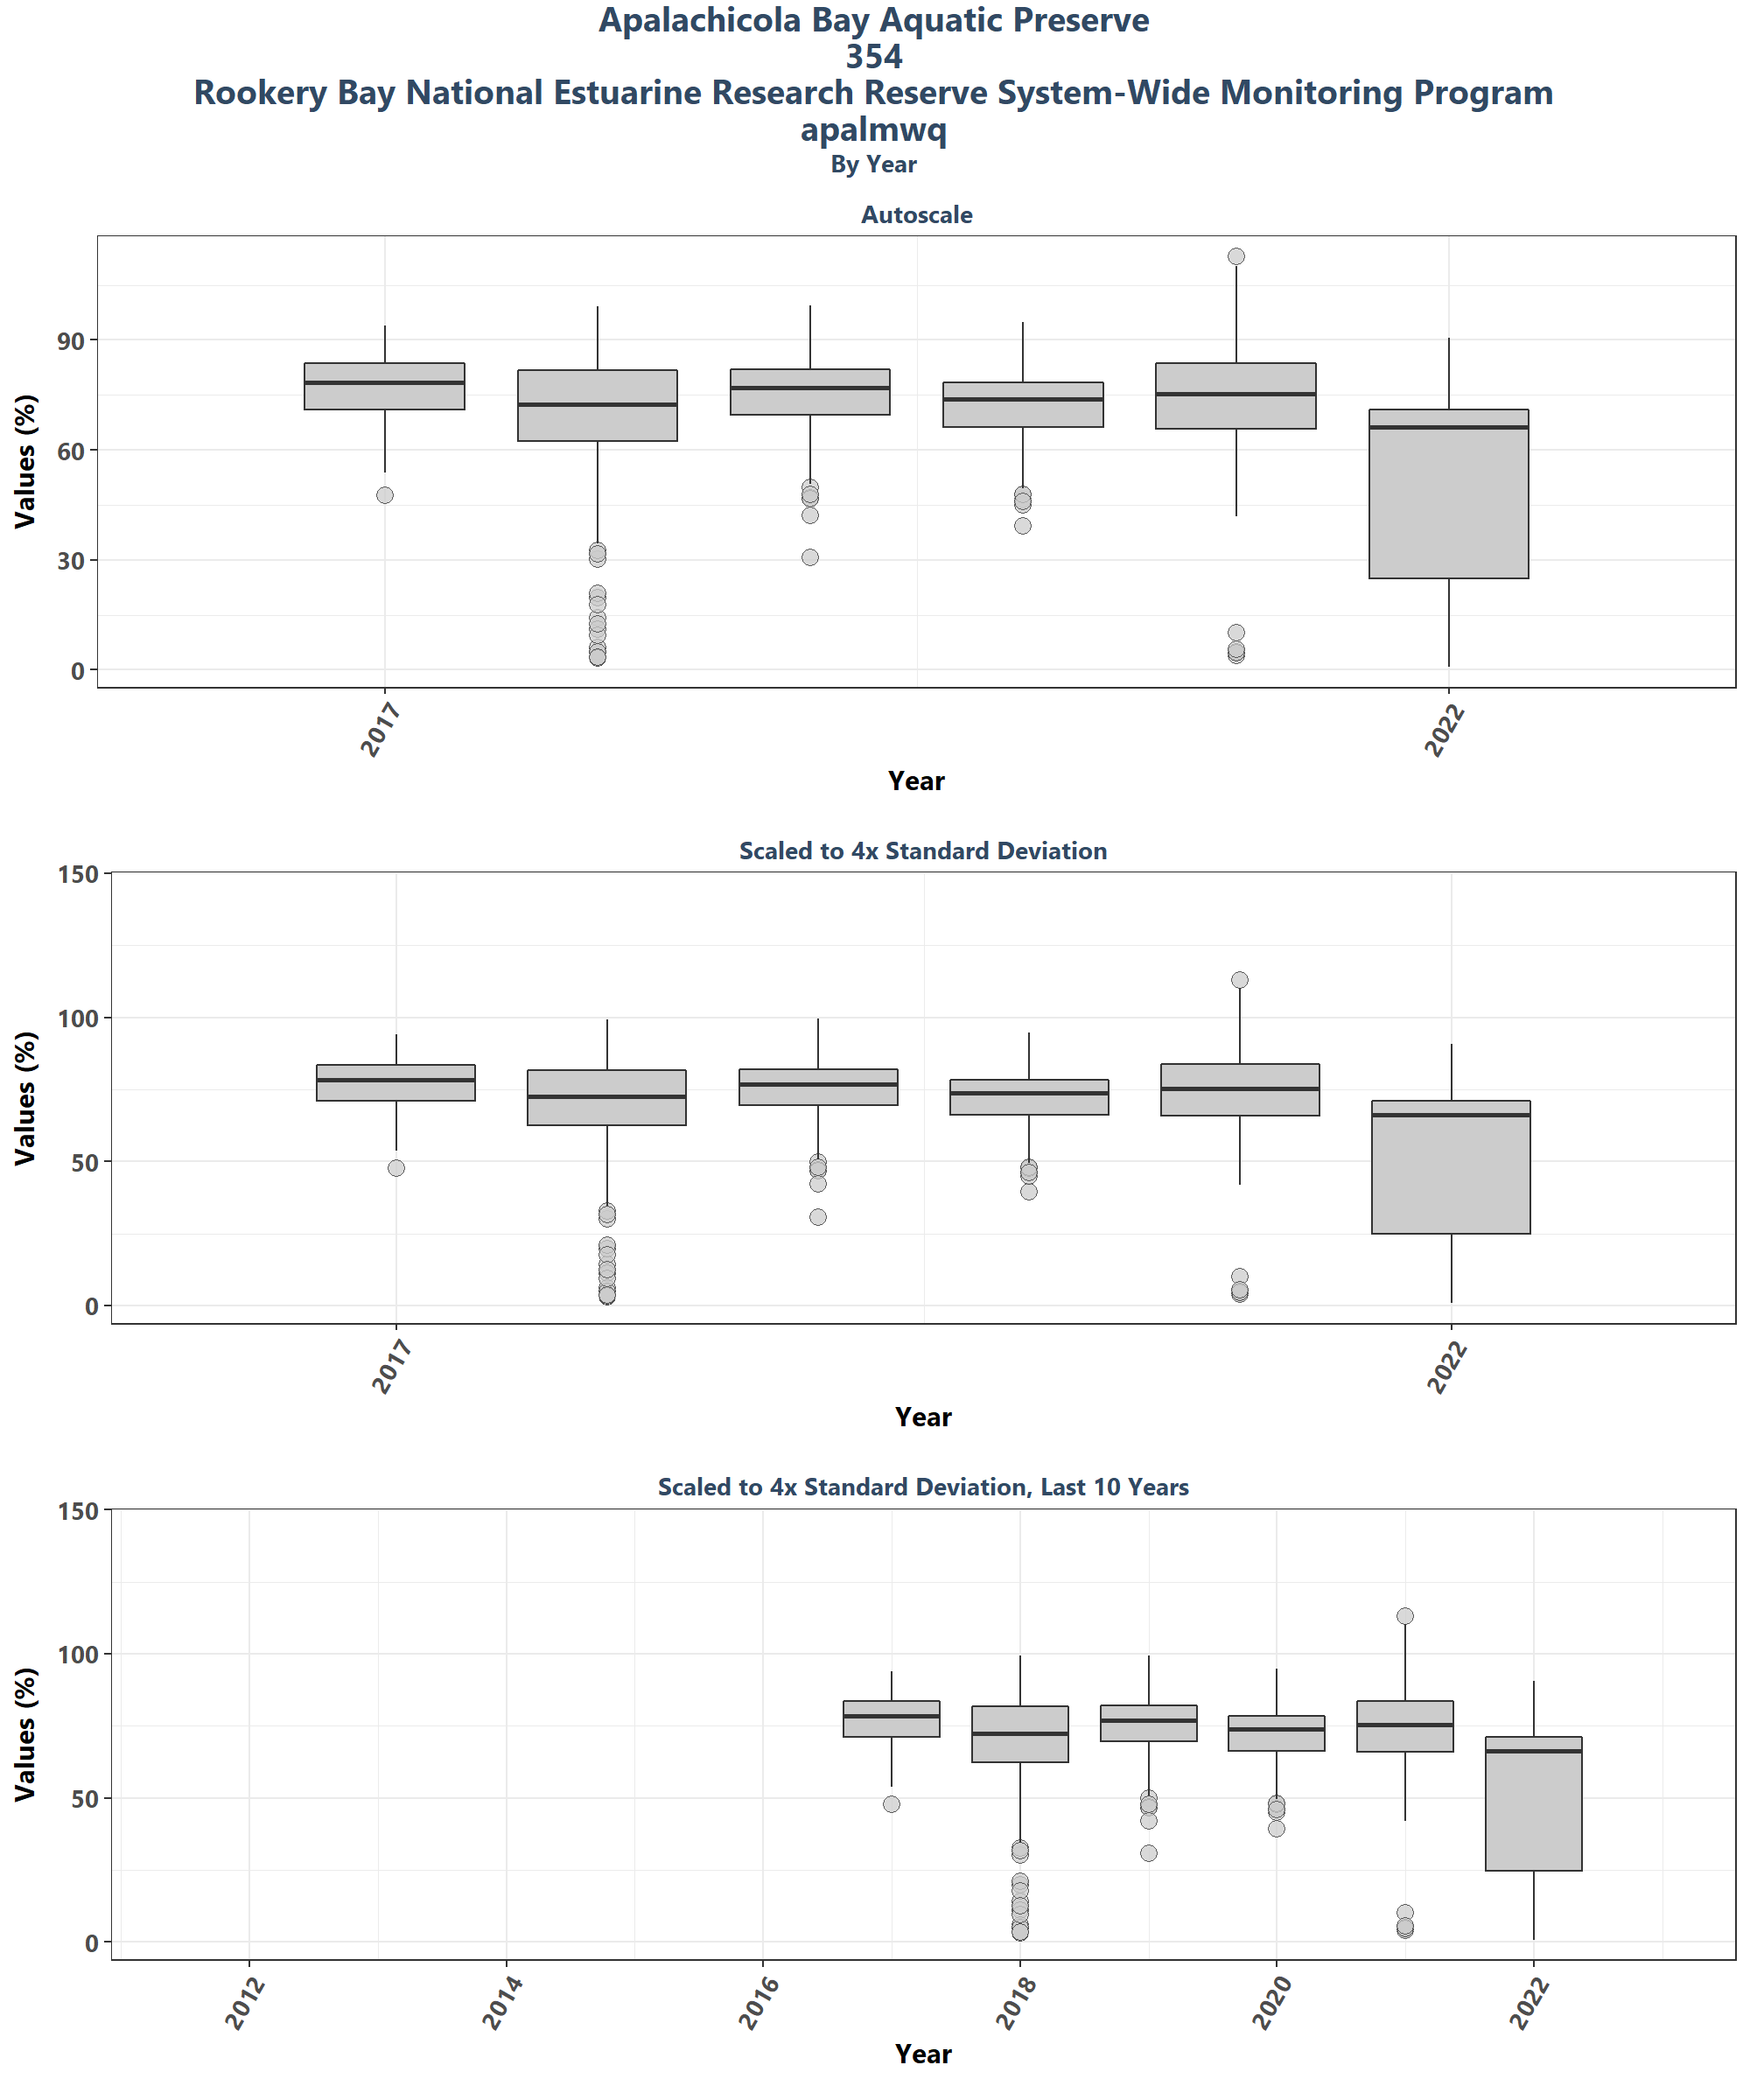 Apalachicola Bay Aquatic Preserve
354
Rookery Bay National Estuarine Research Reserve System-Wide Monitoring Program
apalmwq
By Year
Autoscale
Values (%)
90
60
30
0
2017
2022
Year
Scaled to 4x Standard Deviation
Values (%)
150
100
50
0
2017
2022
Year
Scaled to 4x Standard Deviation, Last 10 Years
Values (%)
150
100
50
0
2012
2014
2016
2018
2020
2022
Year